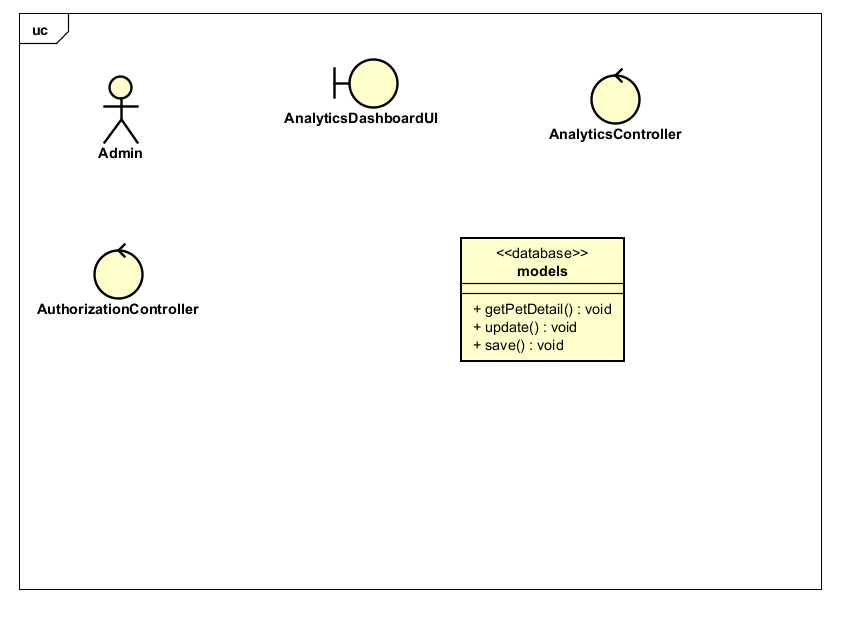 uc
Admin
AnalyticsDashboardUI
AnalyticsController
AuthorizationController
<<database>>
models
+ getPetDetail() : void
+ update() : void
+ save() : void